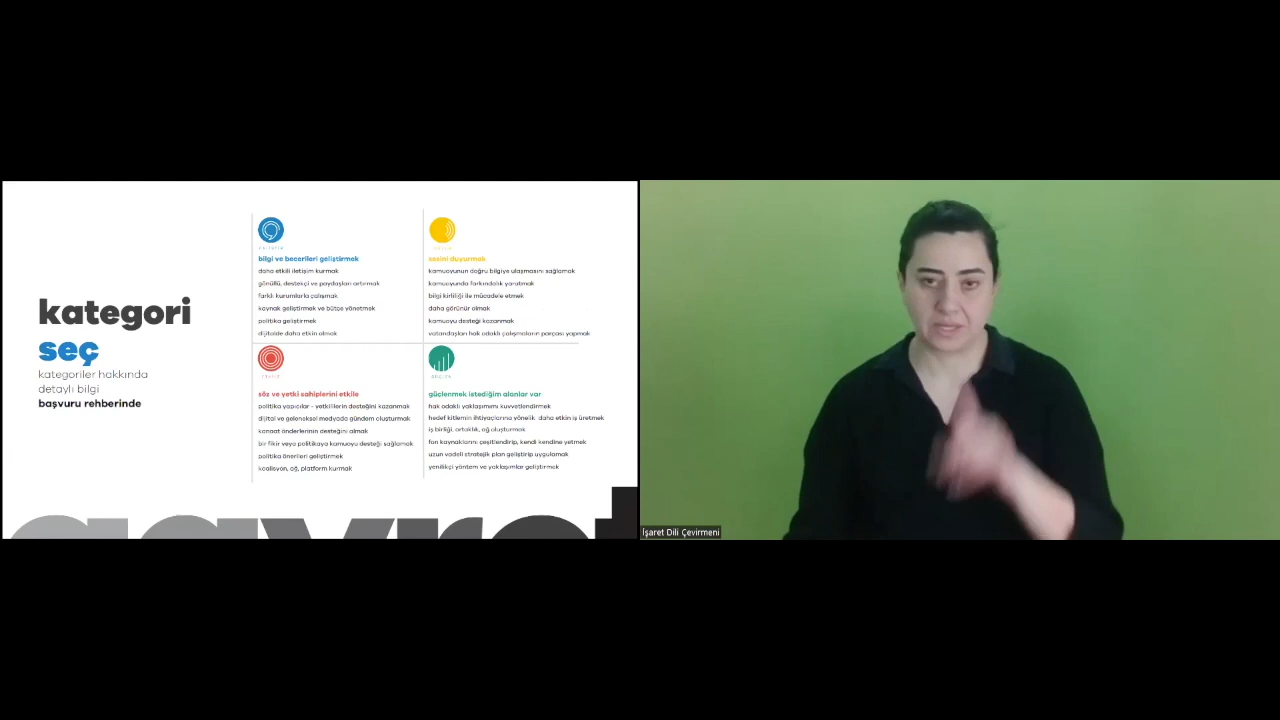 kategori
seç
kategoriler hakkında
detaylı bilgi
başvuru rehberinde
bilgi ve becerileri geliştirmek
daha etkili iletişim kurmak
gönüllü, destekçi ve paydaşları artırmak
farklı kurumlarla çalışmak
kaynak geliştirmek ve bütçe yönetmek
politika geliştirmek
dijitalde daha etkin olmak
sesini duyurmak
kamuoyunun doğru bilgiye ulaşmasını sağlamak
kamuoyunda farkındalık yaratmak
bilgi kirliliği ile mücadele etmek
daha görünür olmak
kamuoyu desteği kazanmak
vatandaşları hak odaklı çalışmaların parçası yapmak
söz ve yetki sahiplerini etkile
politika yapıcılar - yetkililerin desteğini kazanmak
dijital ve geleneksel medyada gündem oluşturmak
kanaat önderlerinin desteğini almak
bir fikir veya politikaya kamuoyu desteği sağlamak
politika önerileri geliştirmek
koalisyon, ağ, platform kurmak
güçlenmek istediğim alanlar var
hak odaklı yaklaşımımı kuvvetlendirmek
hedef kitlemin ihtiyaçlarına yönelik daha etkin iş üretmek
iş birliği, ortaklık, ağ oluşturmak
fon kaynaklarını çeşitlendirip, kendi kendine yetmek
uzun vadeli stratejik plan geliştirip uygulamak
yenilikçi yöntem ve yaklaşımlar geliştirmek
İşaret Dili Çevirmeni